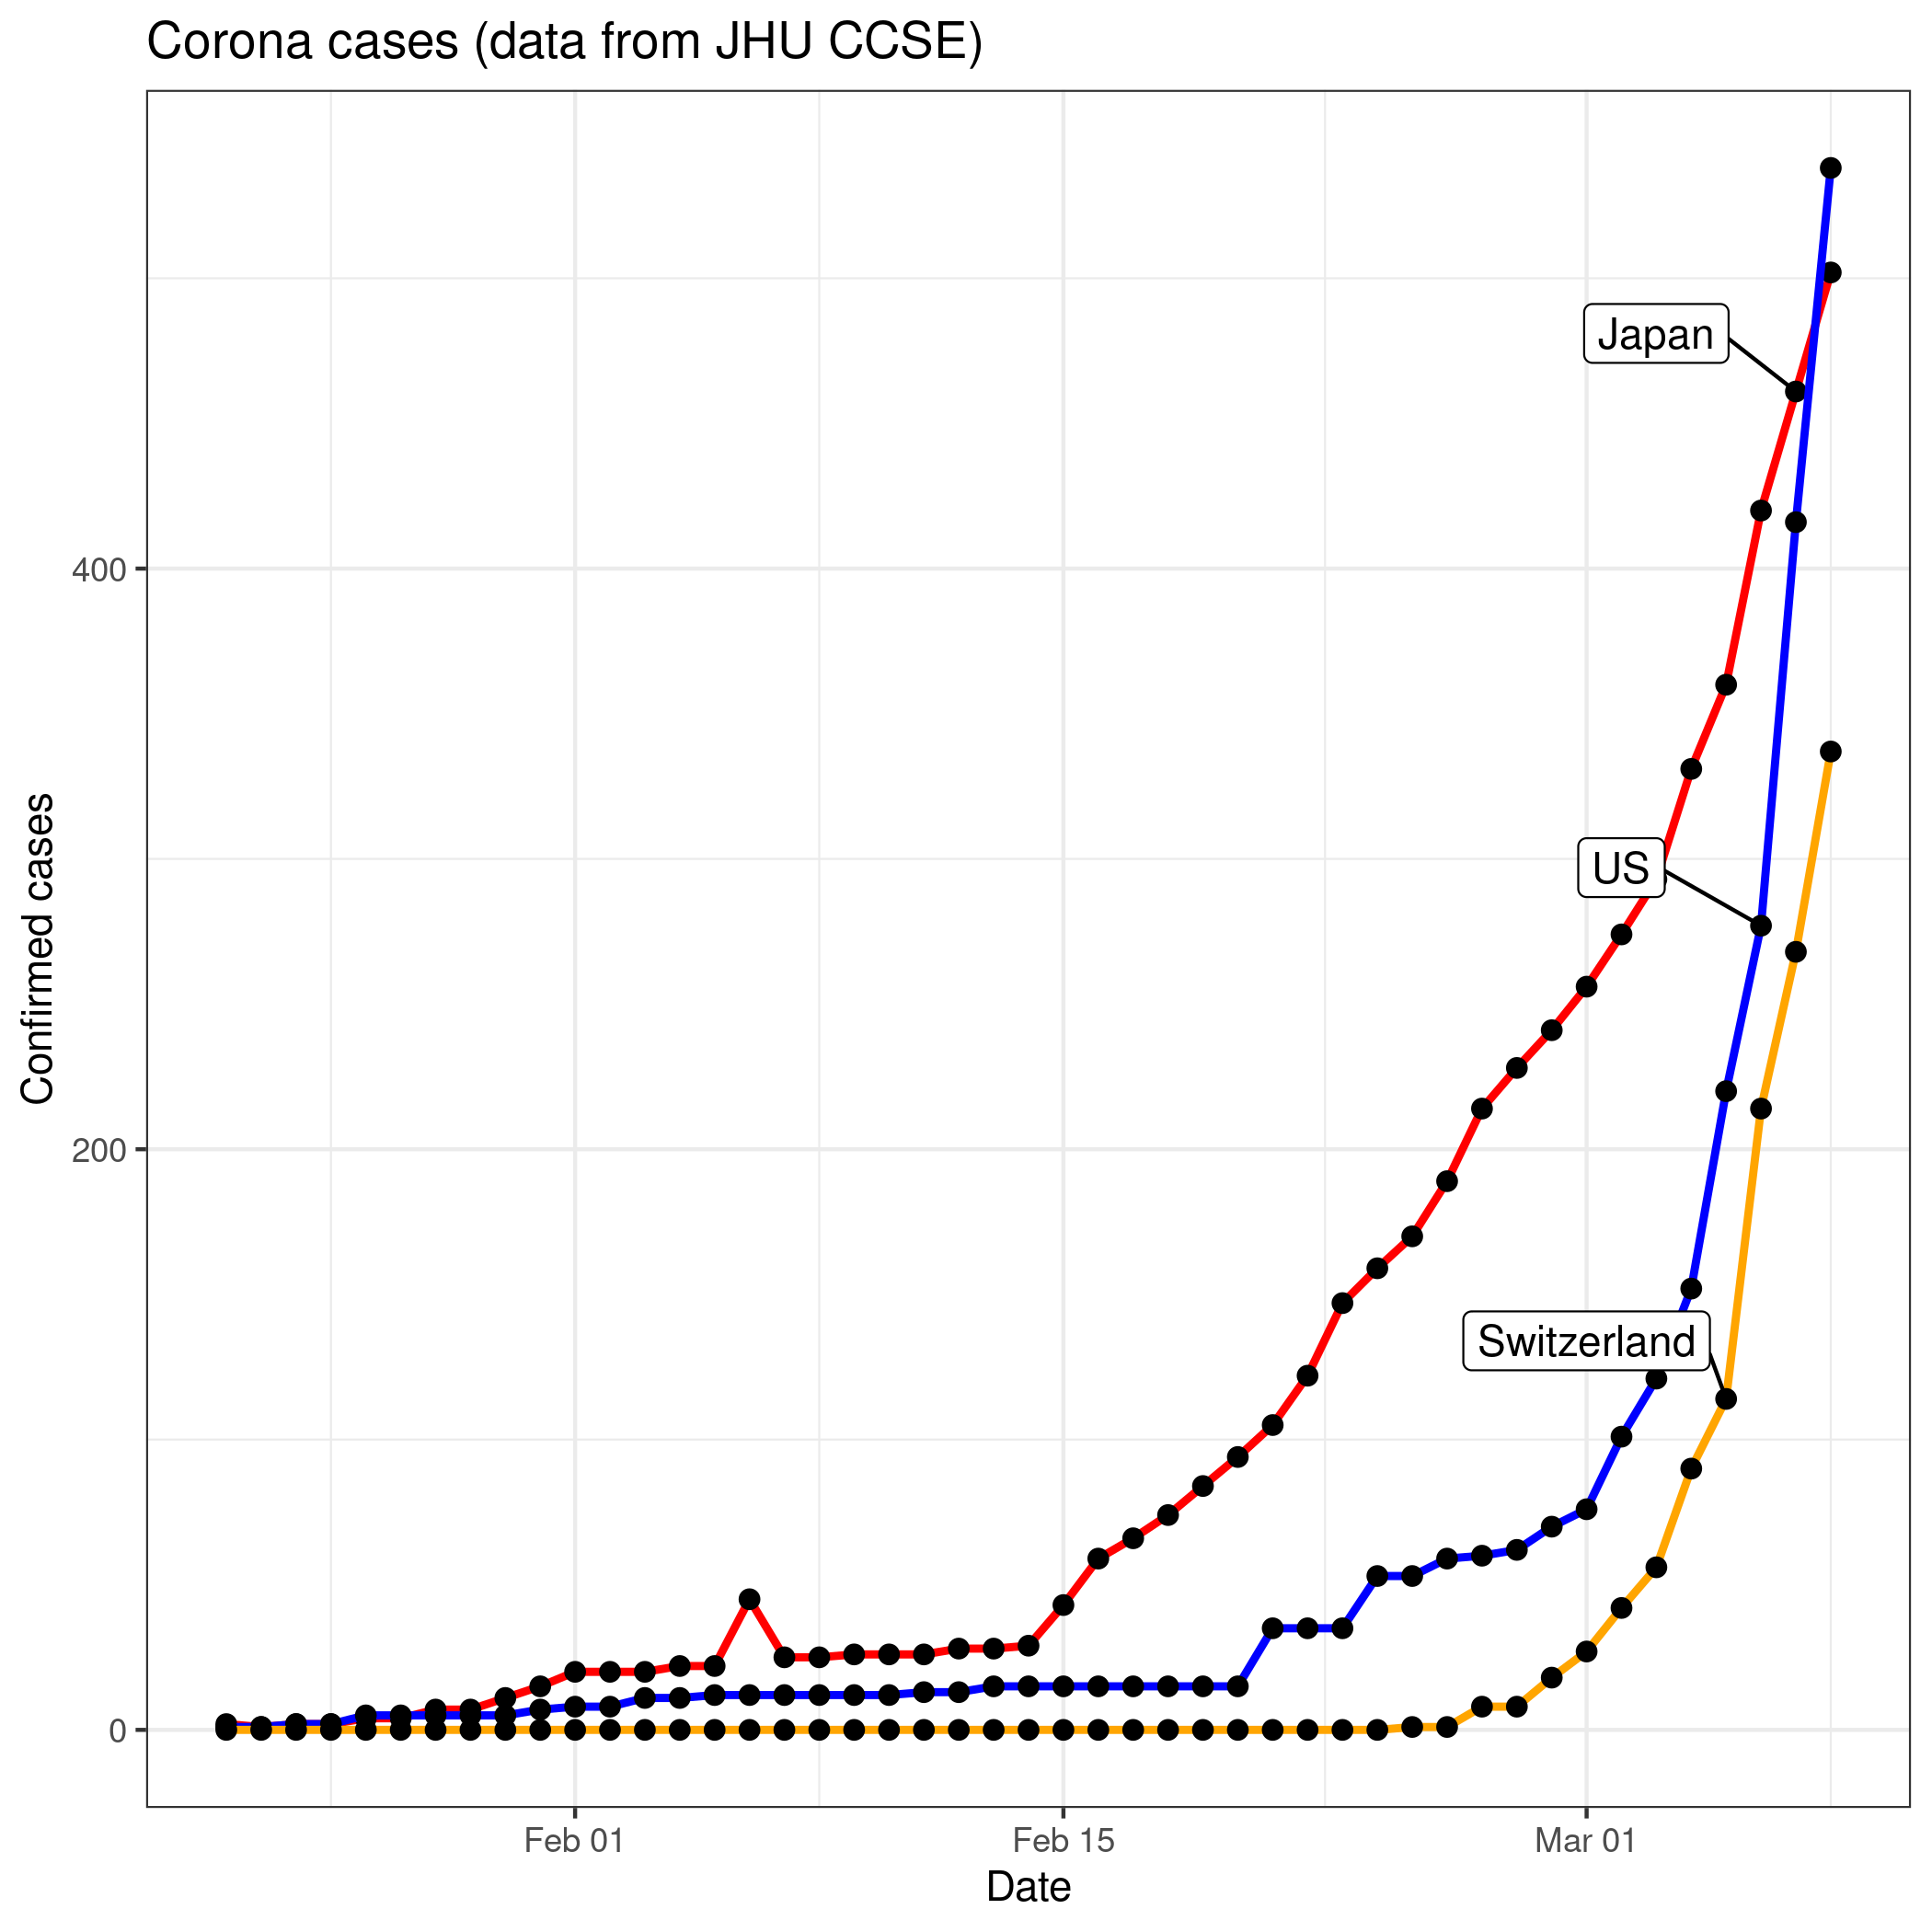 Corona cases (data from JHU CCSE)
Confirmed cases
400
200
0
Japan
US
Switzerland
Feb 01
Feb 15
Mar 01
Date